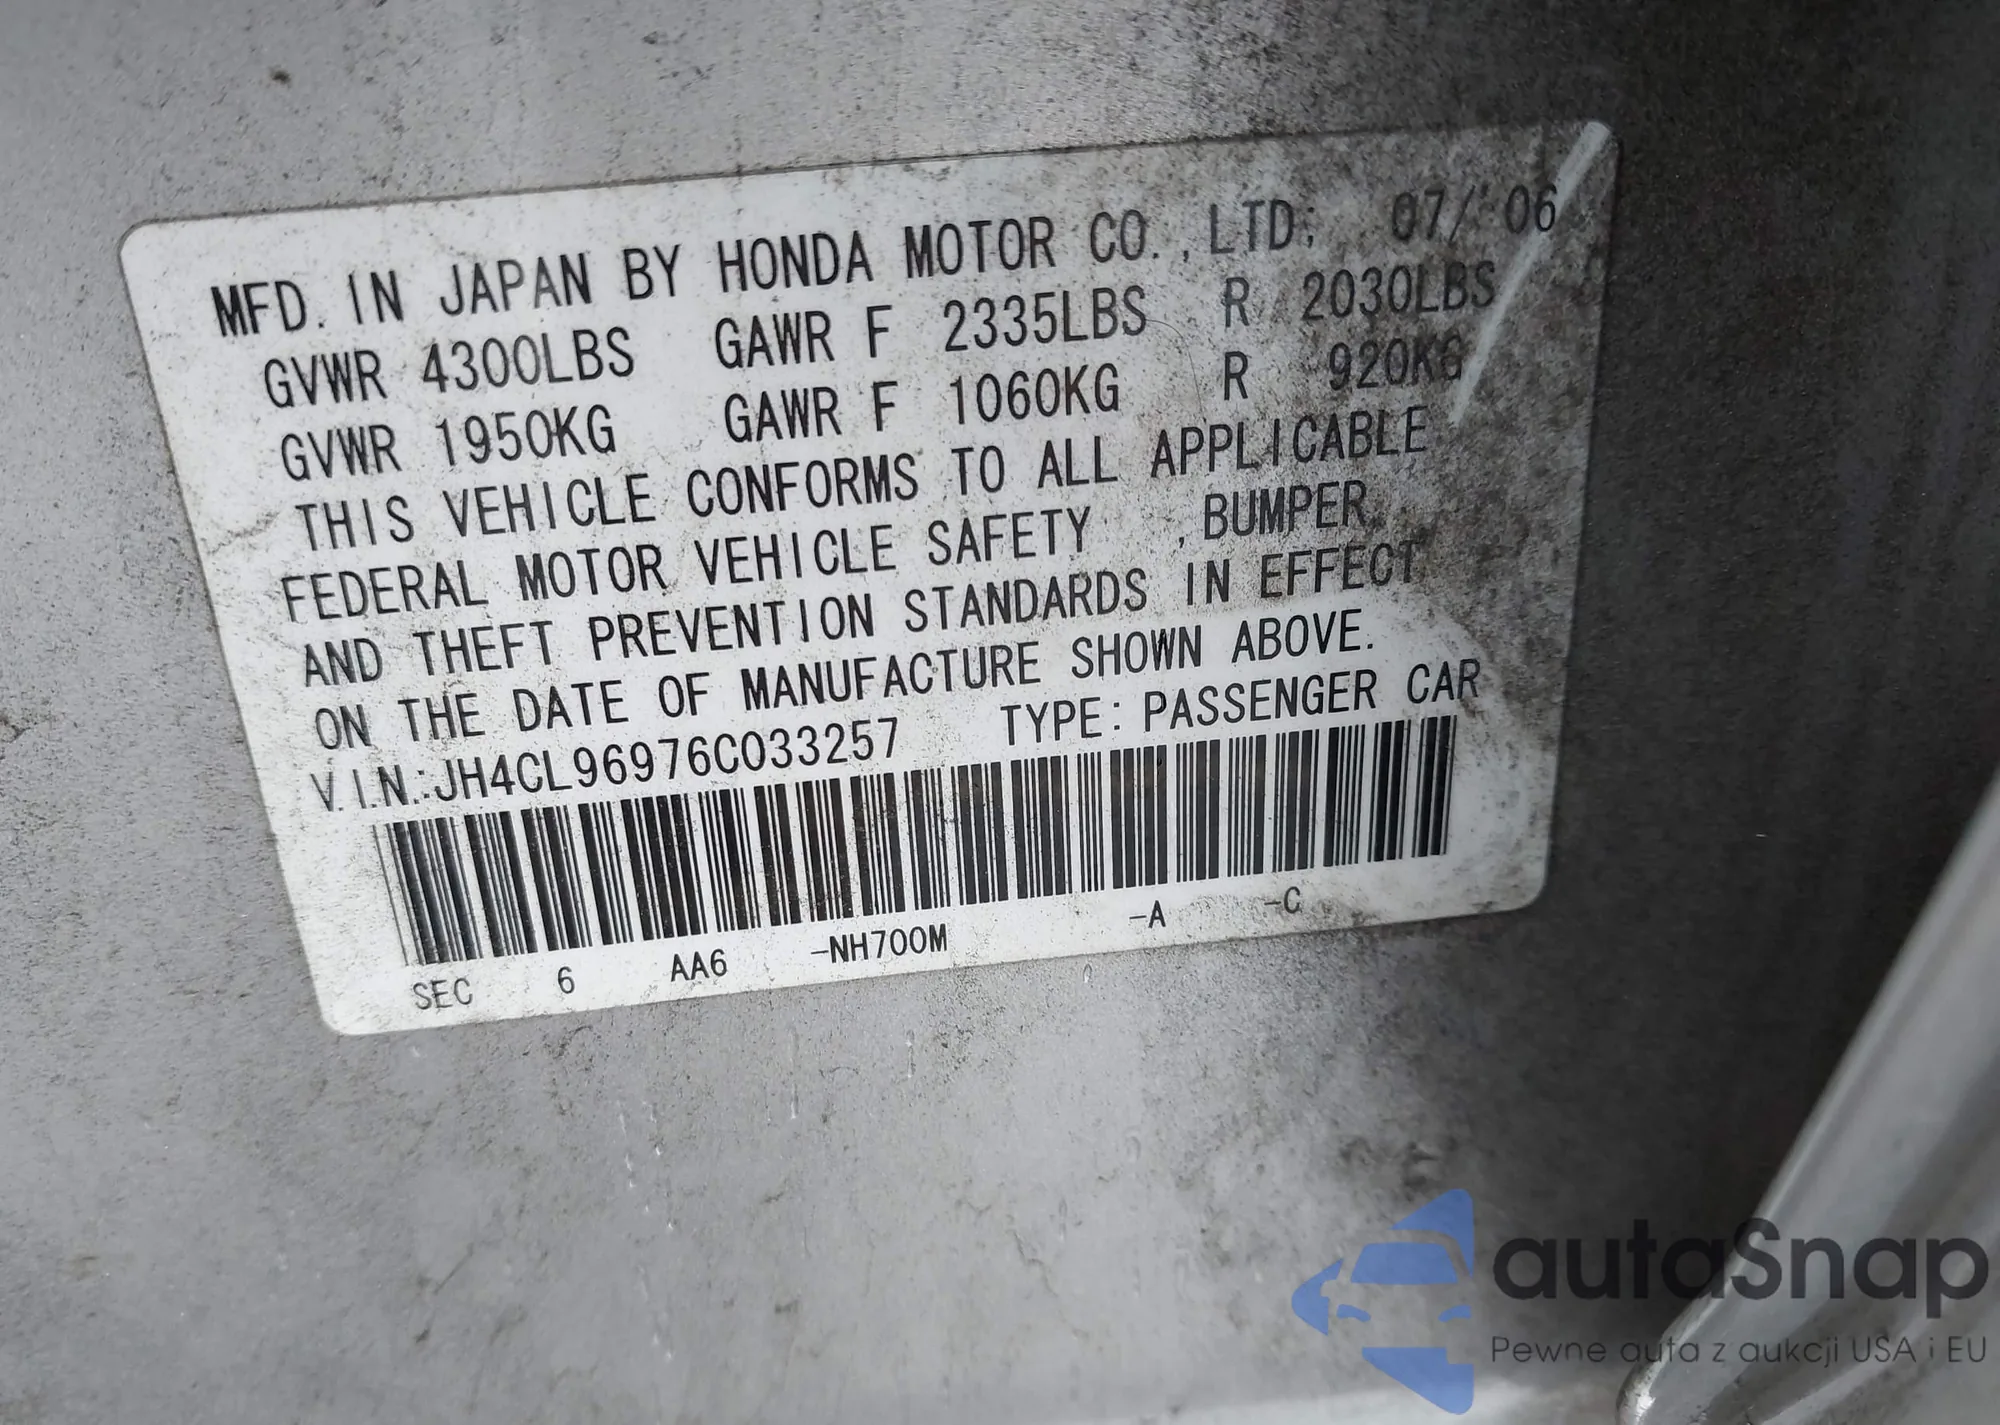 MFD. IN JAPAN BY HONDA MOTOR CO., LTD; 07/ 06
GVWR 4300LBS GAWR F 2335LBS R 2030LBS
GVWR 1950KG GAWR F 1060KG R 920KG
THIS VEHICLE CONFORMS TO ALL APPLICABLE
FEDERAL MOTOR VEHICLE SAFETY , BUMPER,
AND THEFT PREVENTION STANDARDS IN EFFECT
ON THE DATE OF MANUFACTURE SHOWN ABOVE.
V.I.N.:JH4CL96976C033257 TYPE: PASSENGER CAR
SEC 6 AA6 -NH700M -A -C
autaSnap
Pewne auta z aukcji USA i EU